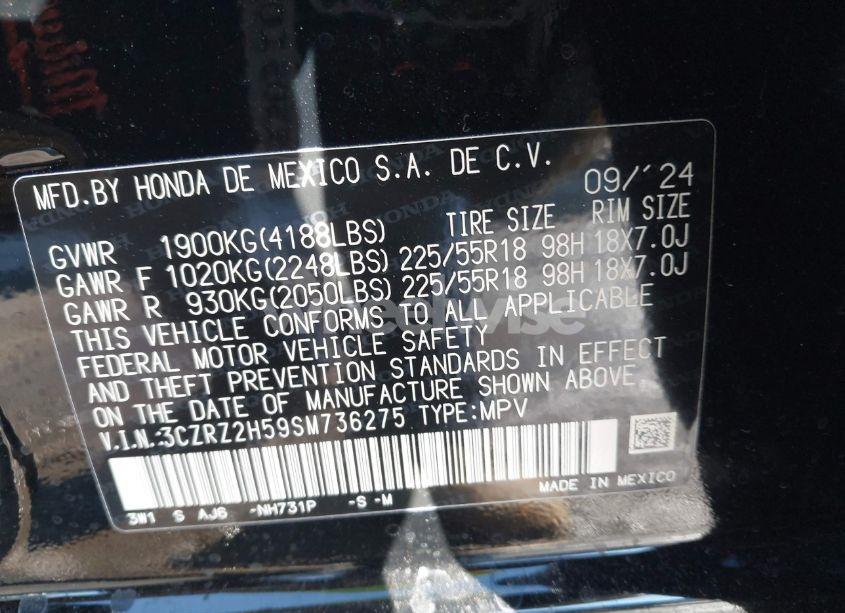 MFD.BY HONDA DE MEXICO S.A. DE C.V. 09/'24
TIRE SIZE RIM SIZE
GVWR 1900KG(4188LBS)
GAWR F 1020KG(2248LBS) 225/55R18 98H 18X7.0J
GAWR R 930KG(2050LBS) 225/55R18 98H 18X7.0J
THIS VEHICLE CONFORMS TO ALL APPLICABLE
FEDERAL MOTOR VEHICLE SAFETY
AND THEFT PREVENTION STANDARDS IN EFFECT
ON THE DATE OF MANUFACTURE SHOWN ABOVE.
V.I.N.:3CZRZ2H59SM736275 TYPE:MPV
MADE IN MEXICO
3W1 S AJ6 -NH731P -S -M